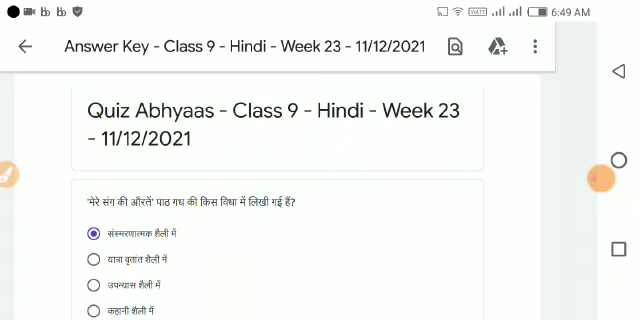 6:49 AM
Answer Key - Class 9 - Hindi - Week 23 - 11/12/2021
Quiz Abhyaas - Class 9 - Hindi - Week 23
- 11/12/2021
'मेरे संग की औरतें' पाठ गद्य की किस विधा में लिखी गई हैं?
संस्मरणात्मक शैली में
यात्रा वृतांत शैली में
उपन्यास शैली में
कहानी शैली में